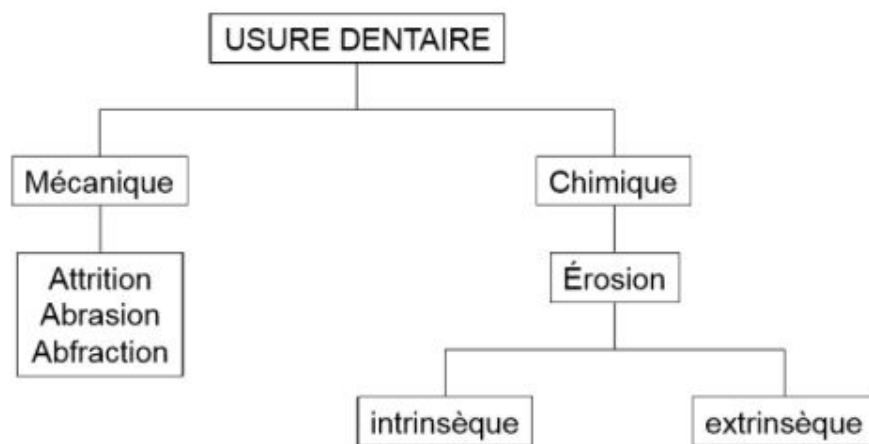 USURE DENTAIRE
Mécanique
Chimique
Attrition
Abrasion
Abfraction
Érosion
intrinsèque
extrinsèque